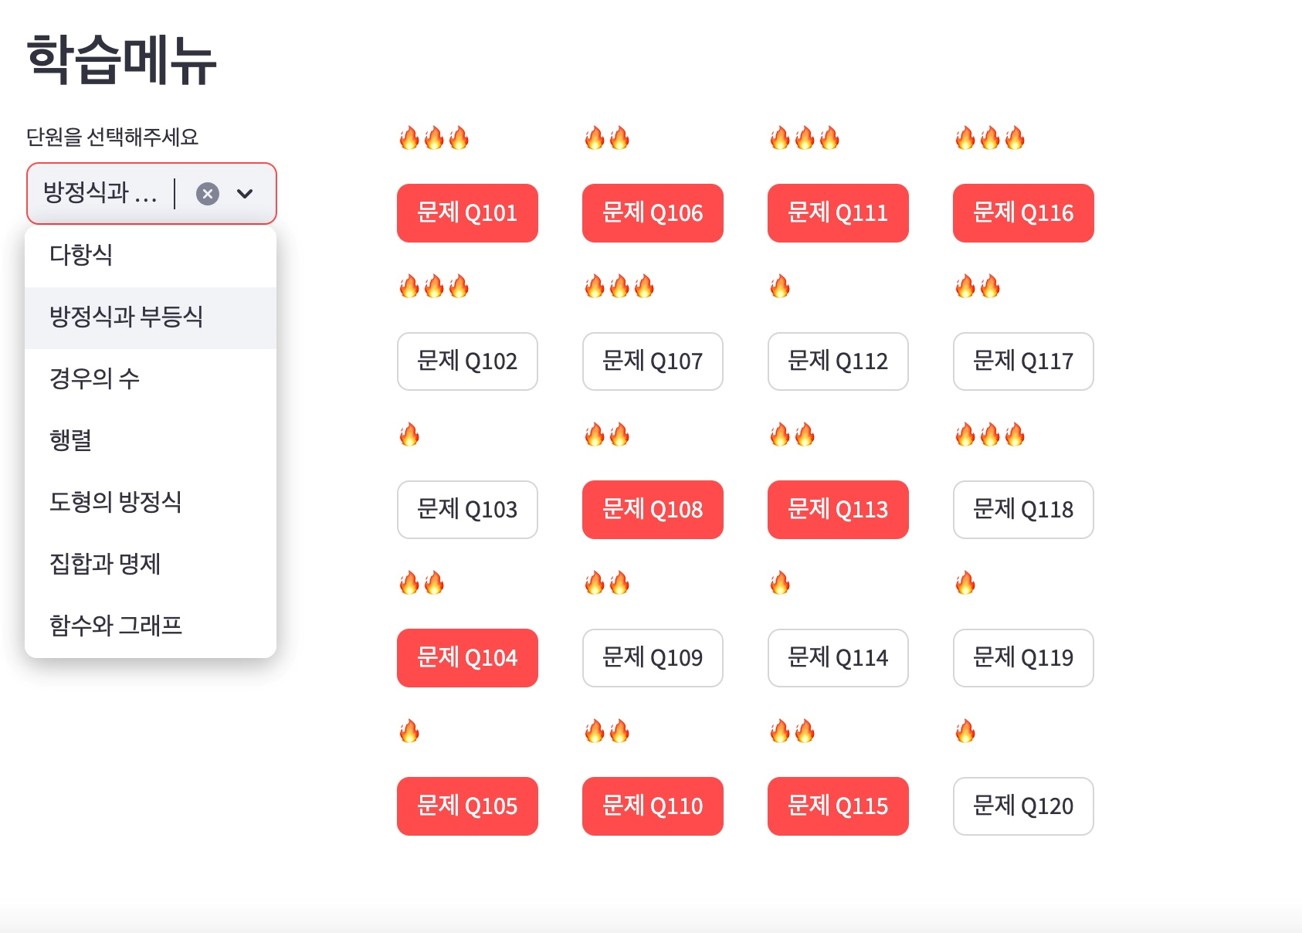 학습메뉴
단원을 선택해주세요
방정식과 ...
다항식
방정식과 부등식
경우의 수
행렬
도형의 방정식
집합과 명제
함수와 그래프
🔥🔥🔥 🔥🔥 🔥🔥🔥 🔥🔥🔥
문제 Q101 문제 Q106 문제 Q111 문제 Q116
🔥🔥🔥 🔥🔥🔥 🔥 🔥🔥
문제 Q102 문제 Q107 문제 Q112 문제 Q117
🔥 🔥🔥 🔥🔥 🔥🔥🔥
문제 Q103 문제 Q108 문제 Q113 문제 Q118
🔥🔥 🔥🔥 🔥 🔥
문제 Q104 문제 Q109 문제 Q114 문제 Q119
🔥 🔥🔥 🔥🔥 🔥
문제 Q105 문제 Q110 문제 Q115 문제 Q120